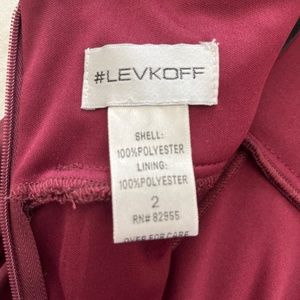 #LEVKOFF
SHELL:
100%POLYESTER
LINING:
100%POLYESTER
2
RN# 82955
OVER FOR CARE